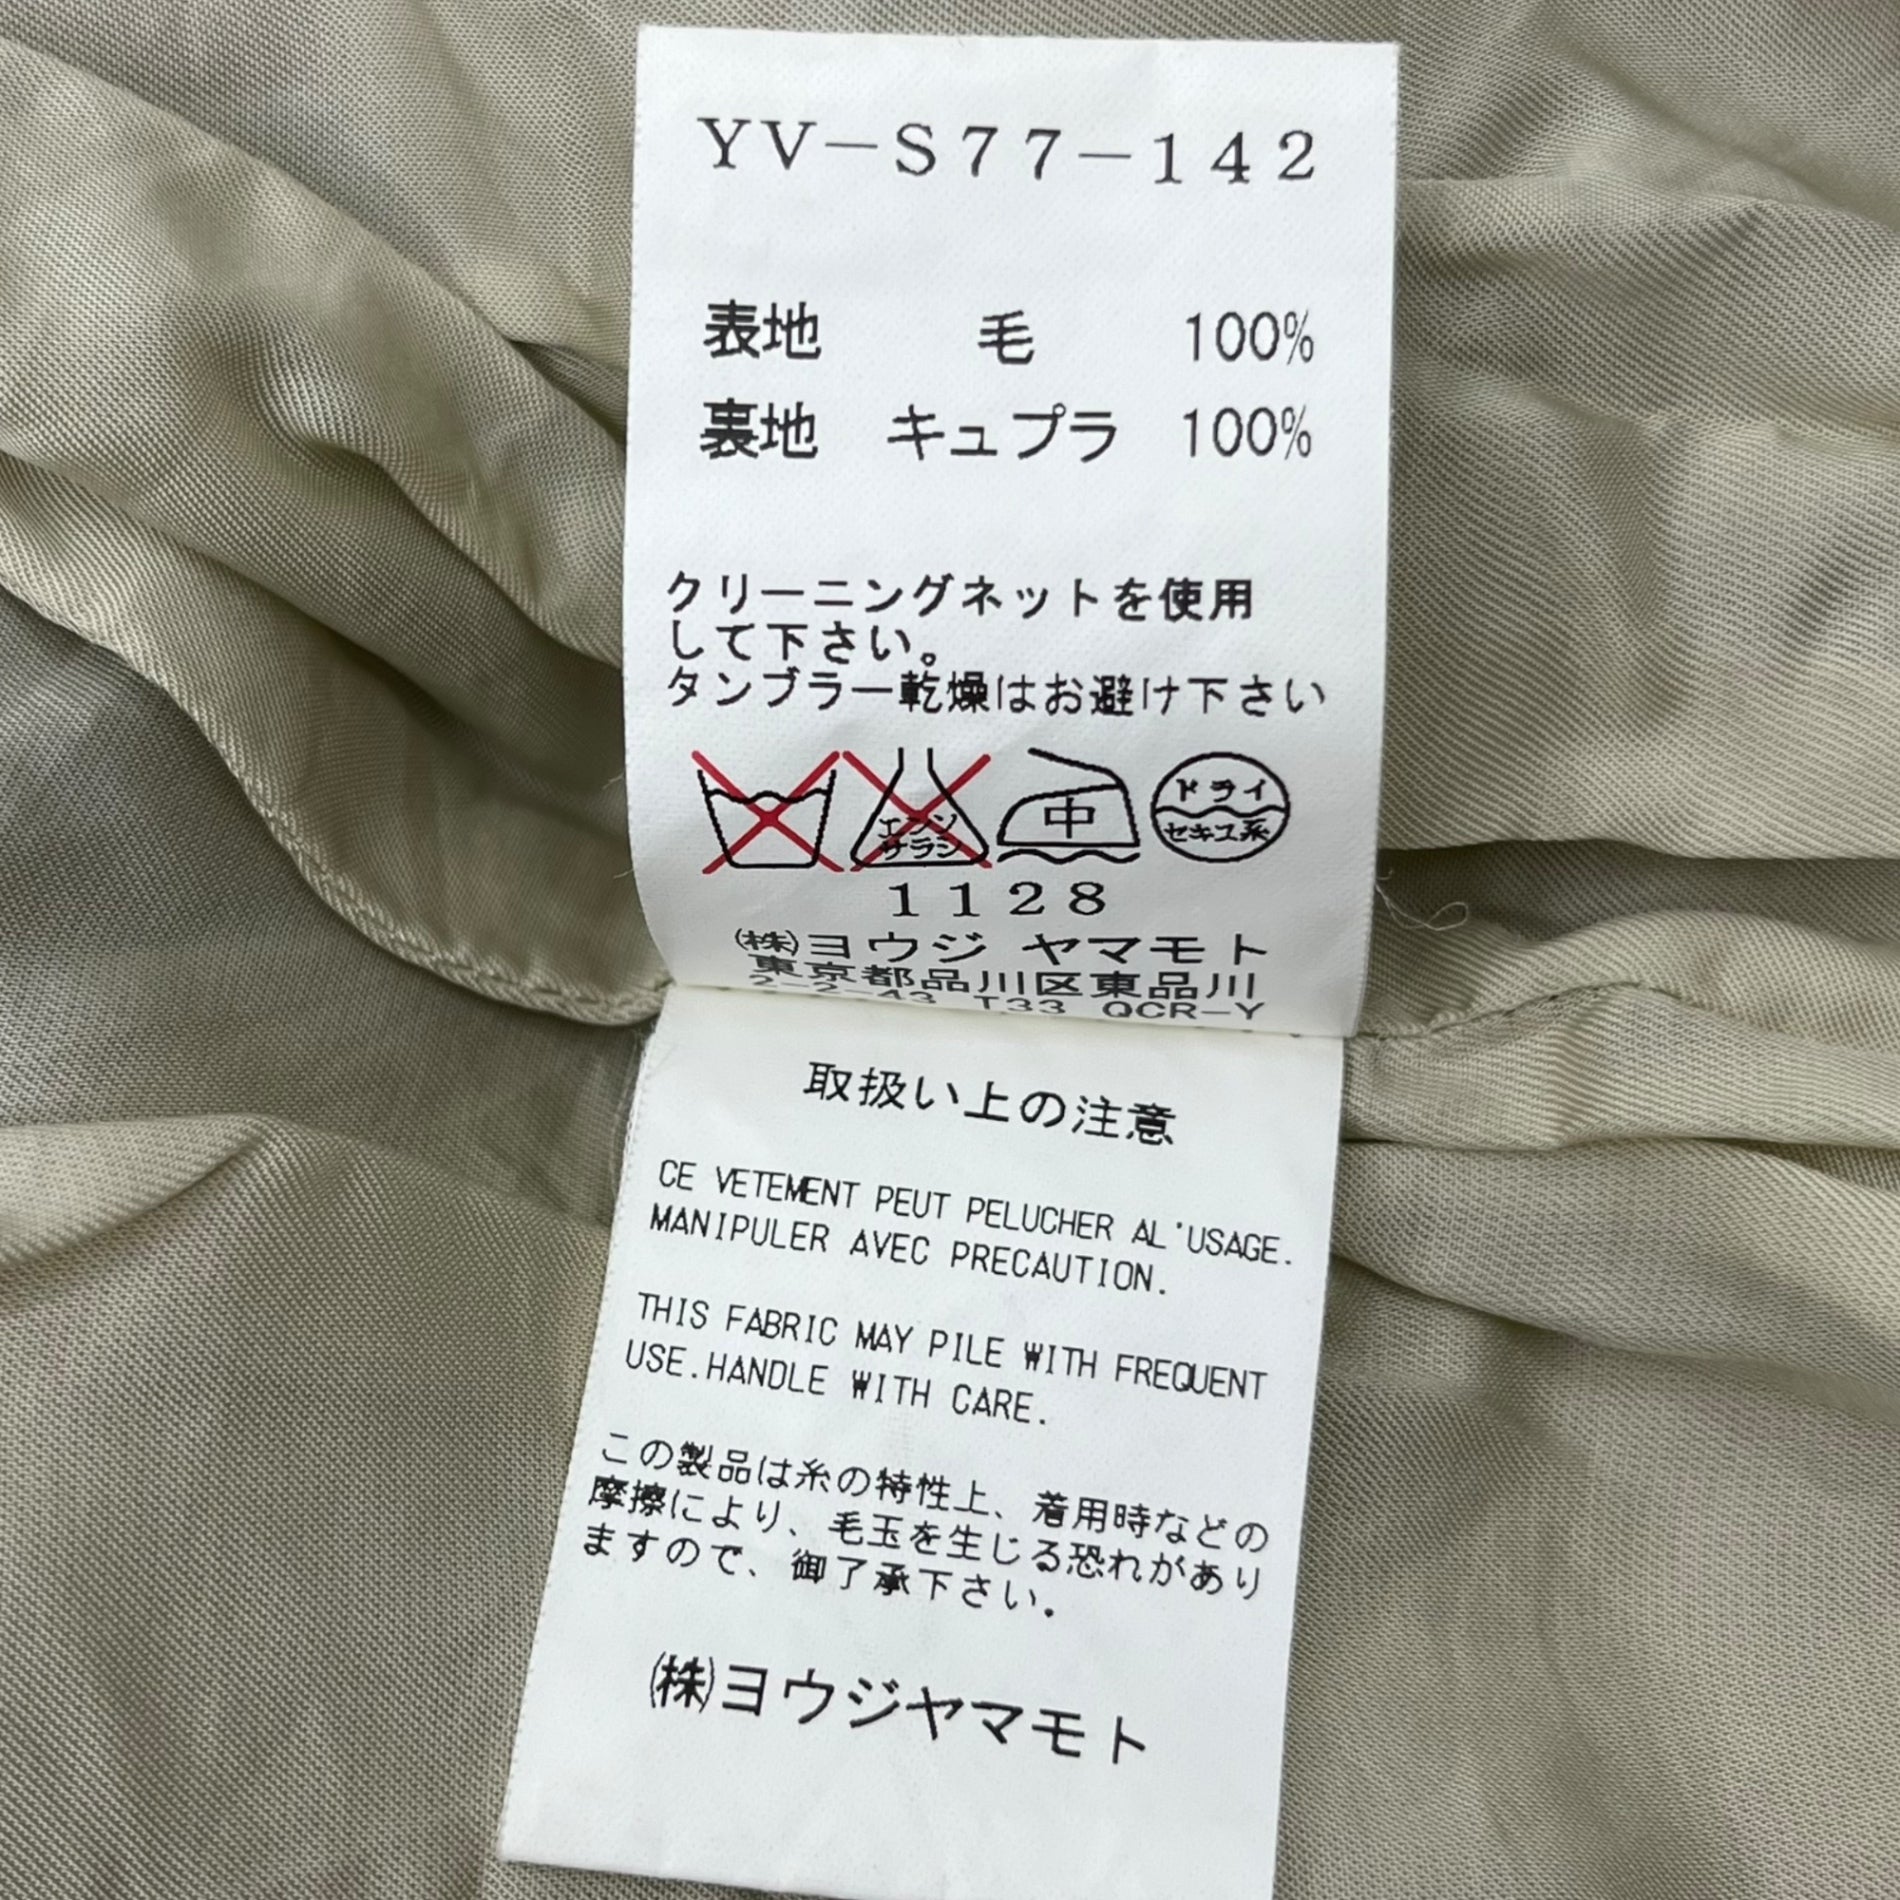 YV-S77-142
表地 毛 100%
裏地 キュプラ 100%
クリーニングネットを使用
して下さい。
タンブラー乾燥はお避け下さい
エンソ
サラシ
中
ドライ
セキユ系
1128
㈱ヨウジ ヤマモト
東京都品川区東品川
2-2-43 T33 QCR-Y
取扱い上の注意
CE VETEMENT PEUT PELUCHER AL'USAGE.
MANIPULER AVEC PRECAUTION.
THIS FABRIC MAY PILE WITH FREQUENT
USE.HANDLE WITH CARE.
この製品は糸の特性上、着用時などの
摩擦により、毛玉を生じる恐れがあり
ますので、御了承下さい.
㈱ヨウジヤマモト